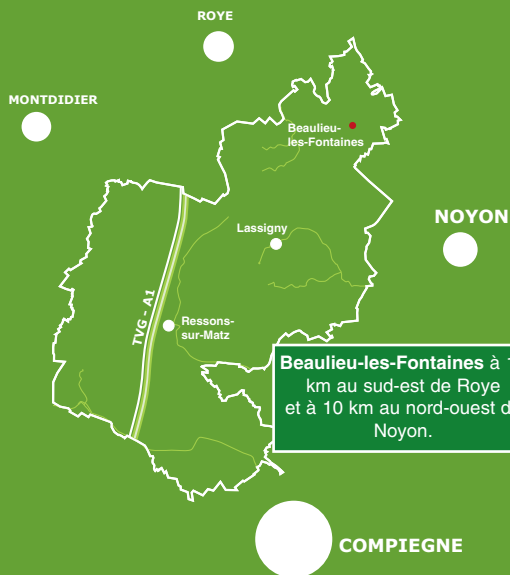 ROYE
MONTDIDIER
Beaulieu-
les-Fontaines
NOYON
Lassigny
TVG - A1
Ressons-
sur-Matz
Beaulieu-les-Fontaines à
km au sud-est de Roye
et à 10 km au nord-ouest
Noyon.
COMPIEGNE